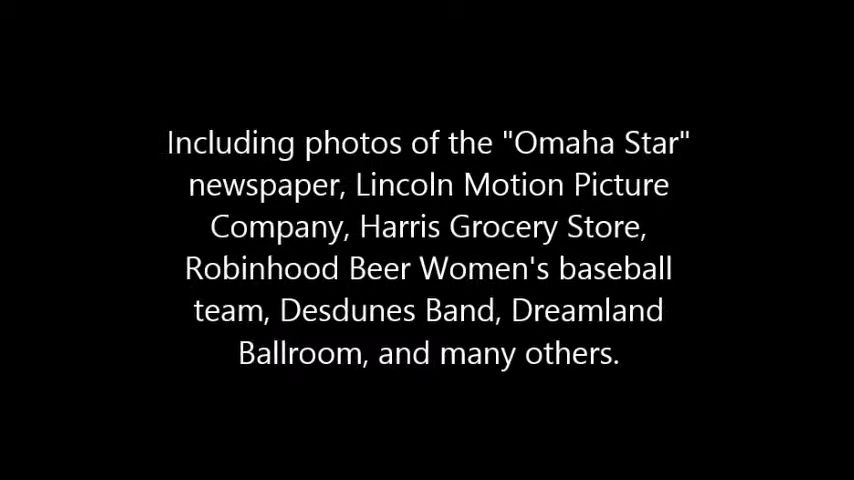 Including photos of the "Omaha Star"
newspaper, Lincoln Motion Picture
Company, Harris Grocery Store,
Robinhood Beer Women's baseball
team, Desdunes Band, Dreamland
Ballroom, and many others.